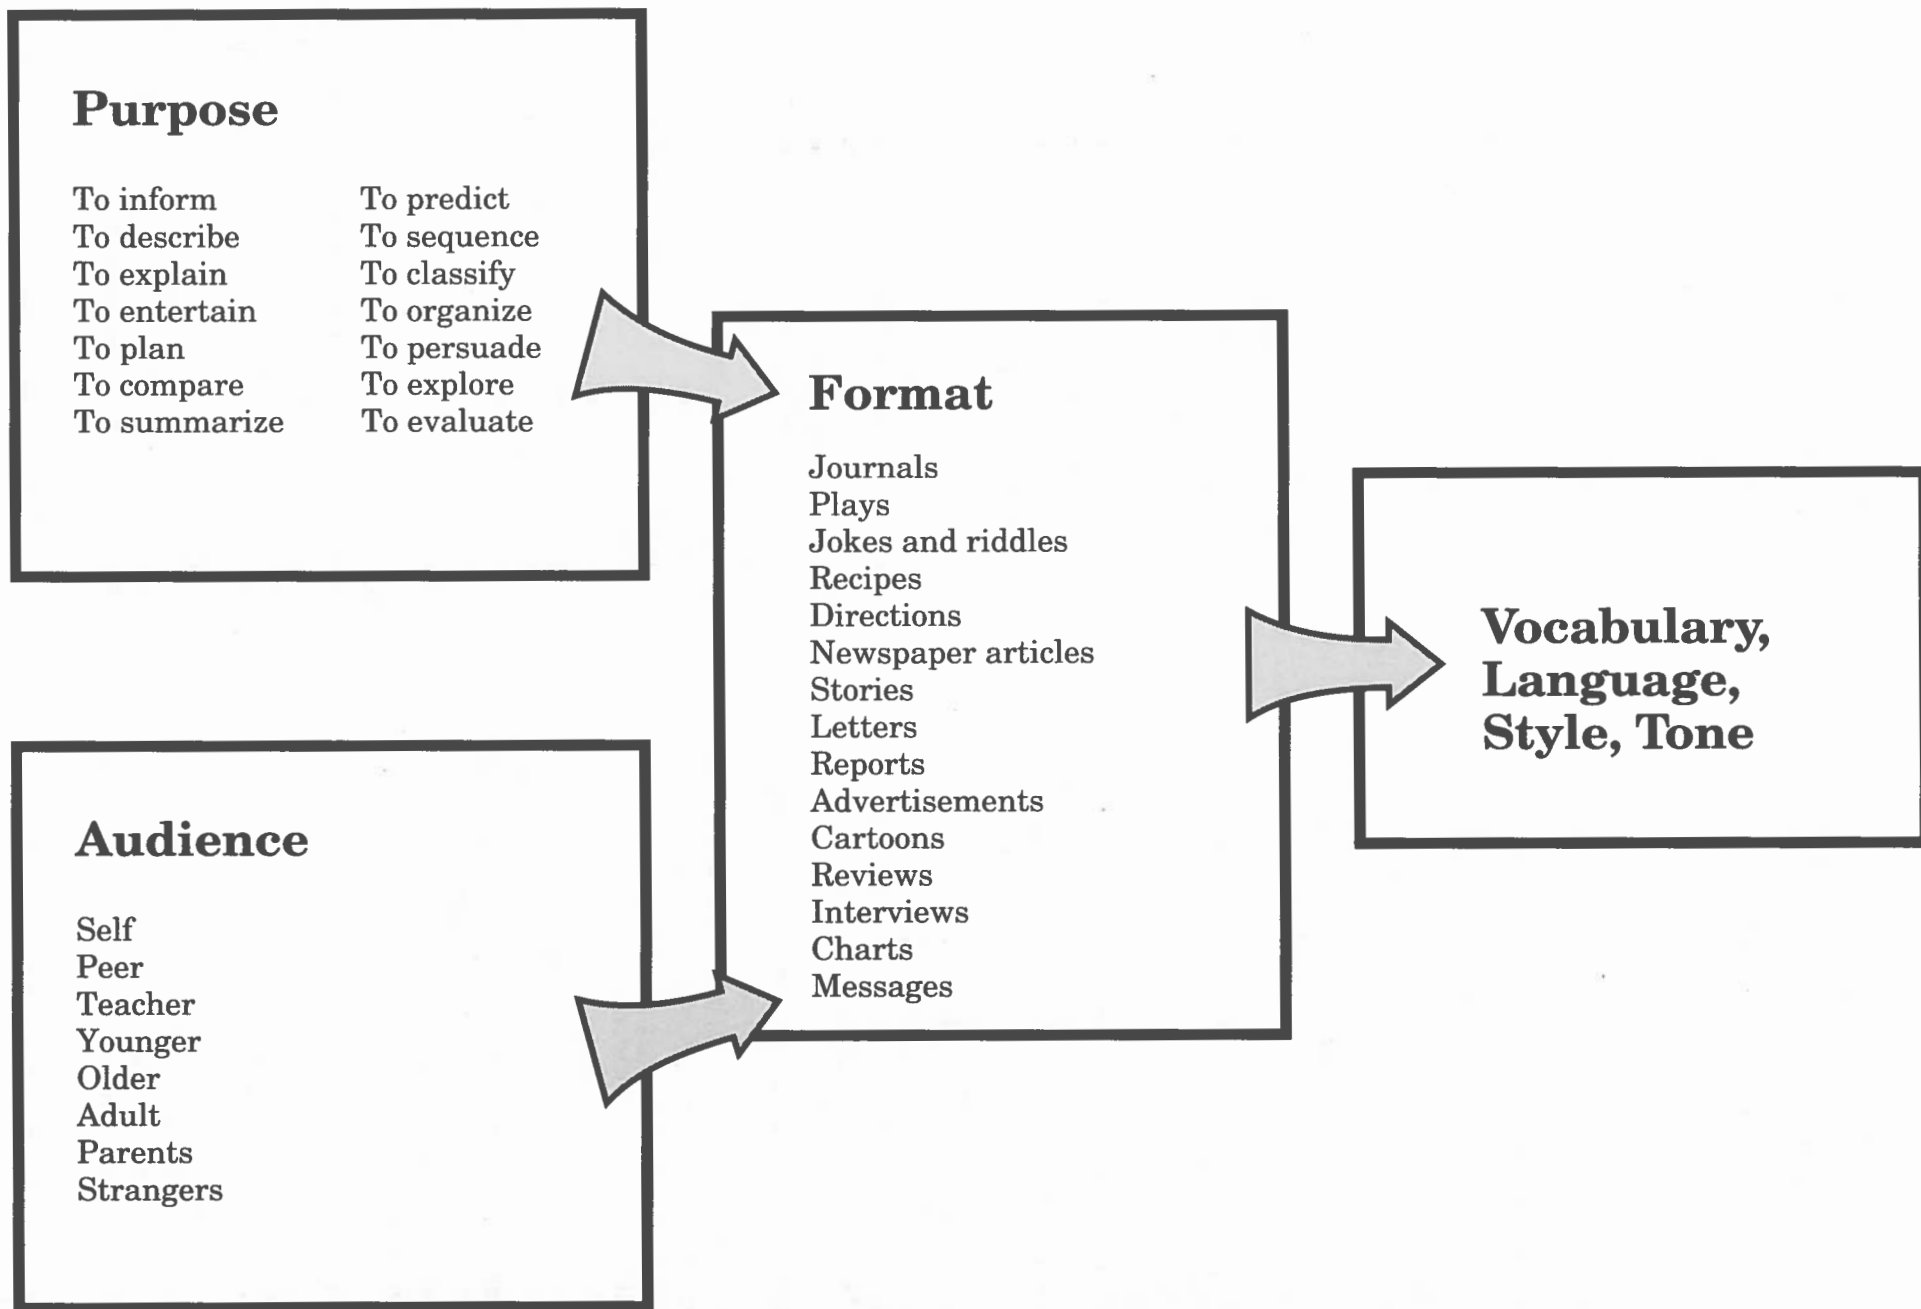 Purpose
To inform
To describe
To explain
To entertain
To plan
To compare
To summarize
To predict
To sequence
To classify
To organize
To persuade
To explore
To evaluate
Audience
Self
Peer
Teacher
Younger
Older
Adult
Parents
Strangers
Format
Journals
Plays
Jokes and riddles
Recipes
Directions
Newspaper articles
Stories
Letters
Reports
Advertisements
Cartoons
Reviews
Interviews
Charts
Messages
Vocabulary,
Language,
Style, Tone